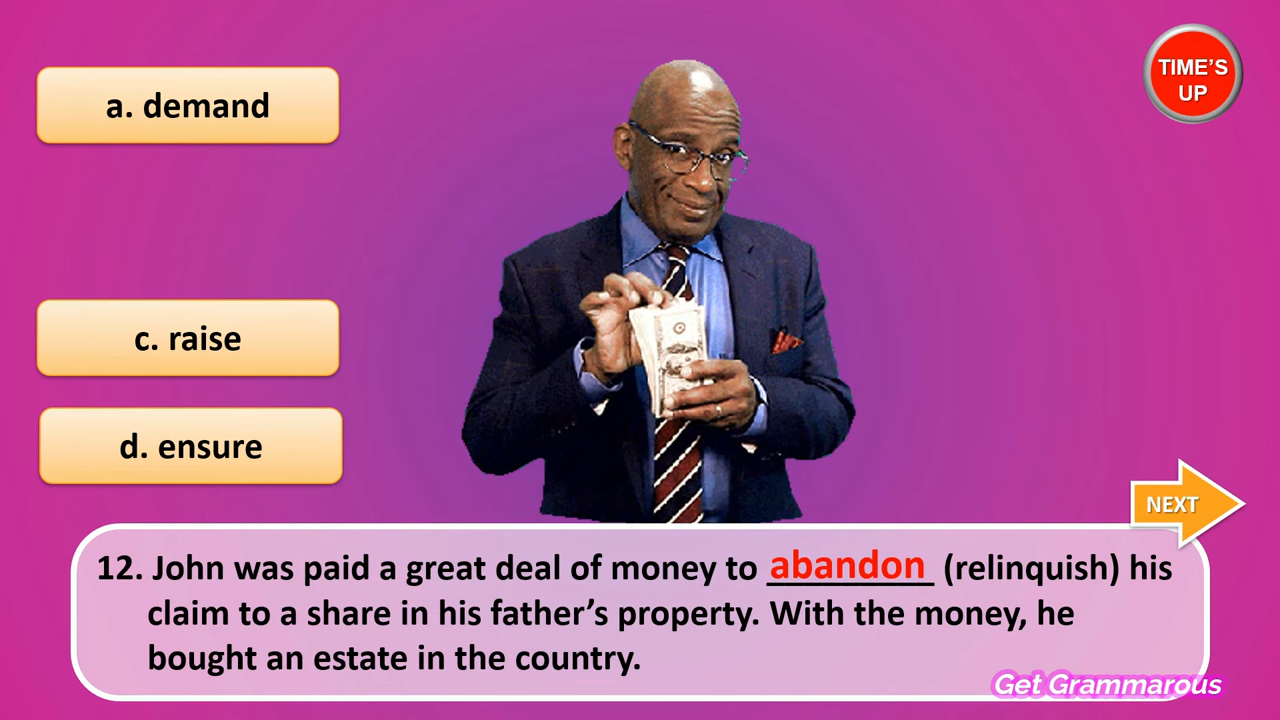 a. demand
TIME'S
UP
c. raise
d. ensure
NEXT
12. John was paid a great deal of money to abandon (relinquish) his
claim to a share in his father's property. With the money, he
bought an estate in the country.
Get Grammarous